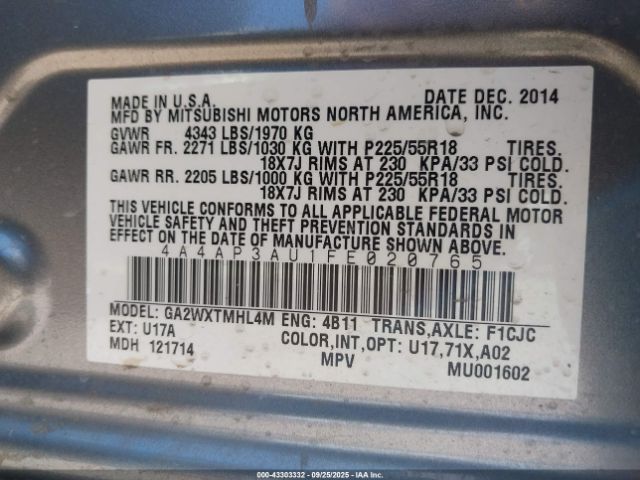 MADE IN U.S.A. DATE DEC. 2014
MFD BY MITSUBISHI MOTORS NORTH AMERICA, INC.
GVWR 4343 LBS/1970 KG
GAWR FR. 2271 LBS/1030 KG WITH P225/55R18 TIRES.
18X7J RIMS AT 230 KPA/33 PSI COLD.
GAWR RR. 2205 LBS/1000 KG WITH P225/55R18 TIRES.
18X7J RIMS AT 230 KPA/33 PSI COLD.
THIS VEHICLE CONFORMS TO ALL APPLICABLE FEDERAL MOTOR
VEHICLE SAFETY AND THEFT PREVENTION STANDARDS IN
EFFECT ON THE DATE OF MANUFACTURE SHOWN ABOVE.
4A4AP3AU1FE020765
MODEL: GA2WXTMHL4M ENG: 4B11 TRANS,AXLE: F1CJC
EXT: U17A COLOR,INT,OPT: U17,71X,A02
MDH 121714 MPV MU001602
000-43303332 - 09/25/2025 - IAA Inc.